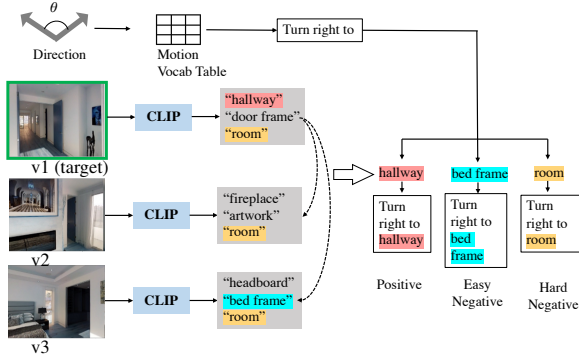 θ
Direction
Motion
Vocab Table
Turn right to
CLIP
"hallway"
"door frame"
"room"
v1 (target)
CLIP
"fireplace"
"artwork"
"room"
v2
CLIP
"headboard"
"bed frame"
"room"
v3
hallway
bed frame
room
Turn
right to
hallway
Turn
right to
bed
frame
Turn
right to
room
Positive
Easy
Negative
Hard
Negative